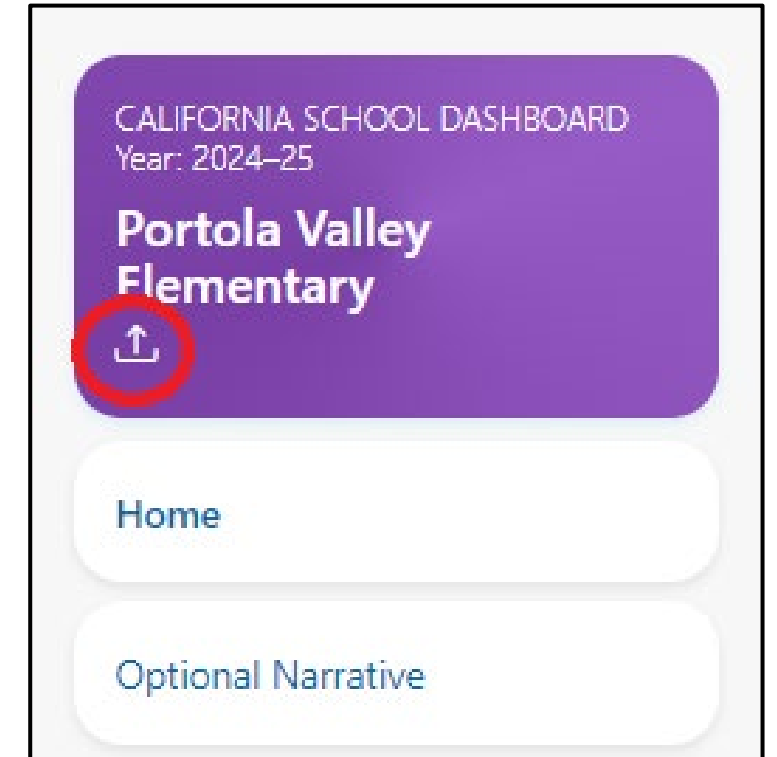 CALIFORNIA SCHOOL DASHBOARD
Year: 2024–25
Portola Valley
Elementary
Home
Optional Narrative